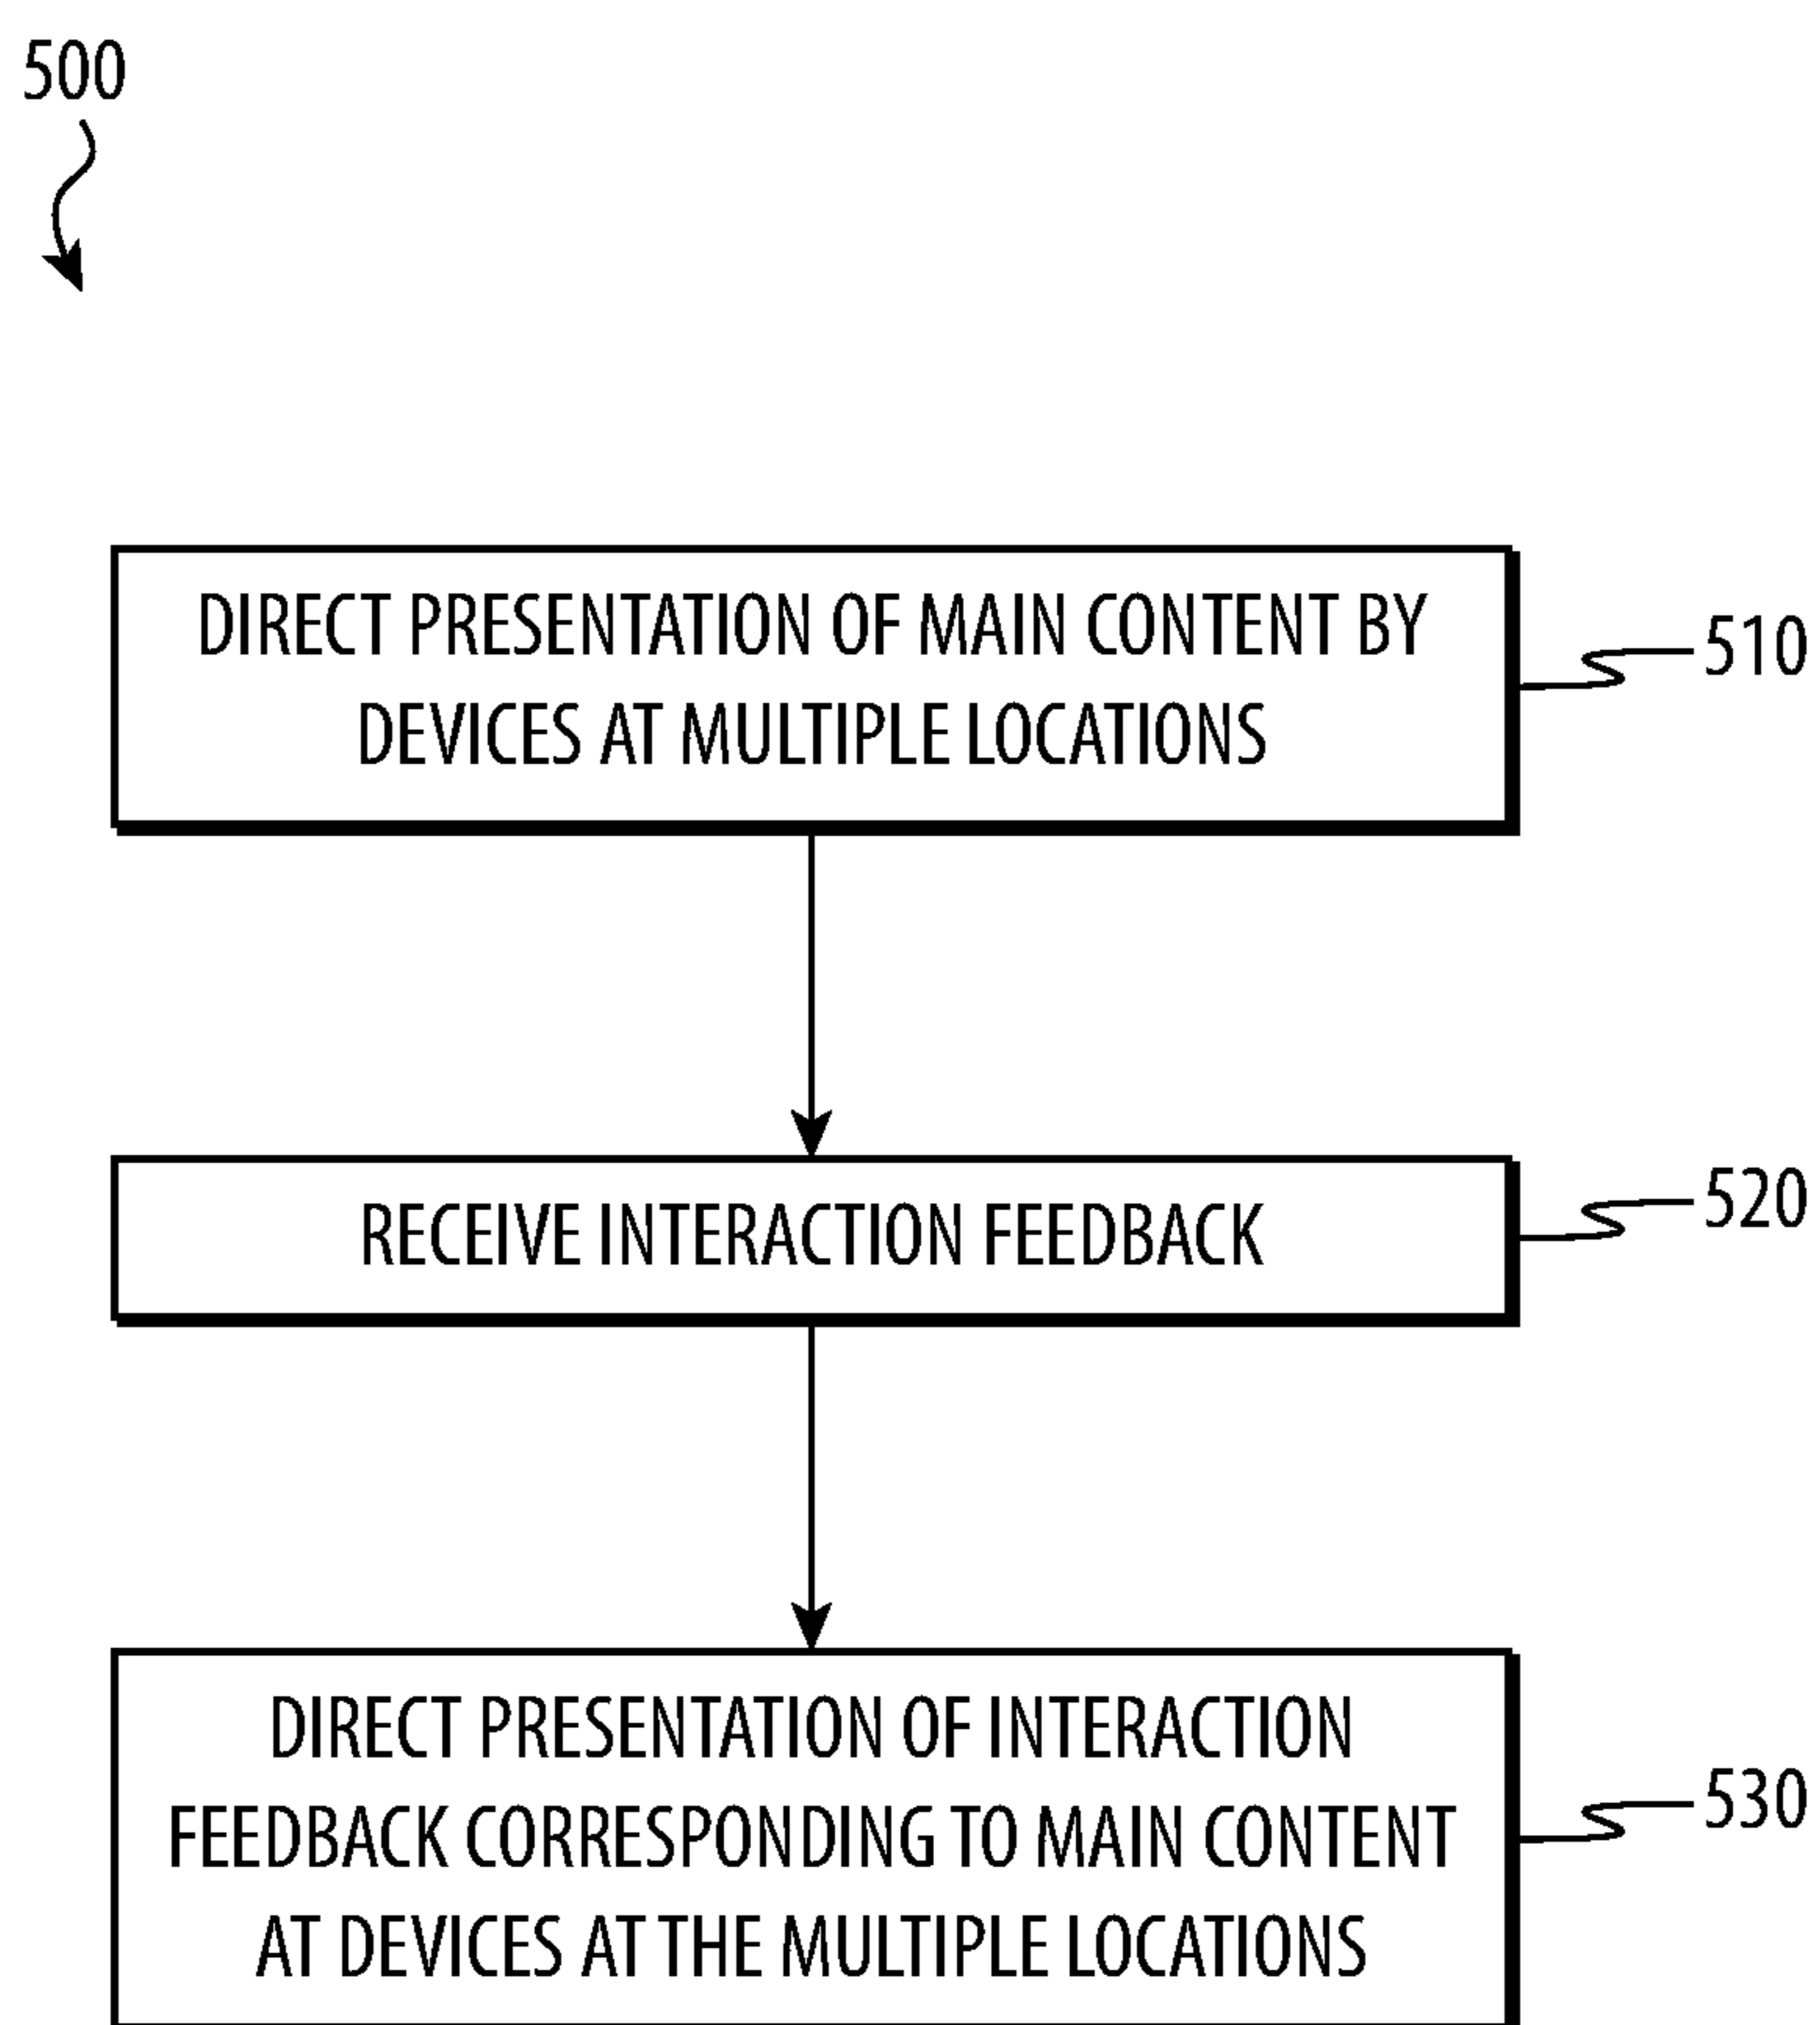 500
DIRECT PRESENTATION OF MAIN CONTENT BY
DEVICES AT MULTIPLE LOCATIONS
510
RECEIVE INTERACTION FEEDBACK
520
DIRECT PRESENTATION OF INTERACTION
FEEDBACK CORRESPONDING TO MAIN CONTENT
AT DEVICES AT THE MULTIPLE LOCATIONS
530